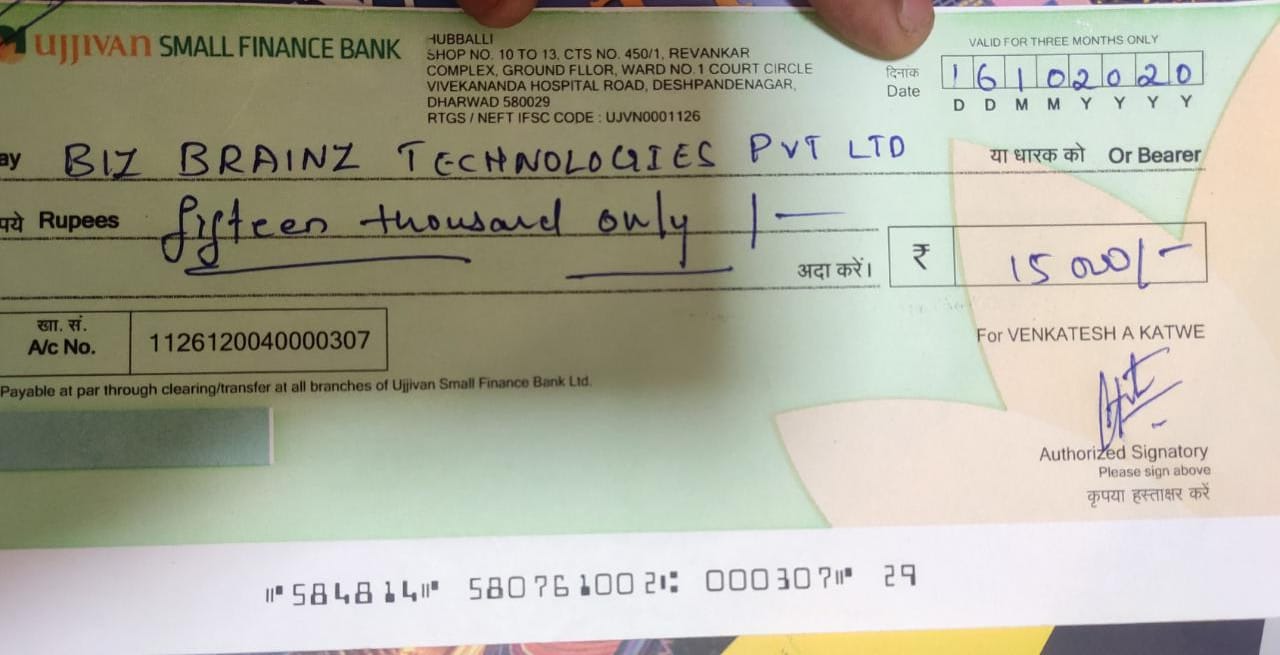 UJJIVAN SMALL FINANCE BANK
HUBBALLI
SHOP NO. 10 TO 13, CTS NO. 450/1, REVANKAR
COMPLEX, GROUND FLLOR, WARD NO.1 COURT CIRCLE
VIVEKANANDA HOSPITAL ROAD, DESHPANDENAGAR,
DHARWAD 580029
RTGS / NEFT IFSC CODE : UJVN0001126
VALID FOR THREE MONTHS ONLY
दिनाक
Date
16102020
D D M M Y Y Y Y
ay BIZ BRAINZ TECHNOLOGIES PVT LTD या धारक को Or Bearer
पये Rupees fifteen thousand only /—
अदा करें। ₹ 15000/-
खा. सं.
A/c No. 1126120040000307
For VENKATESH A KATWE
Payable at par through clearing/transfer at all branches of Ujjivan Small Finance Bank Ltd.
Authorized Signatory
Please sign above
कृपया हस्ताक्षर करें
⑈584814⑈ 580761002⑆ 000307⑈ 29